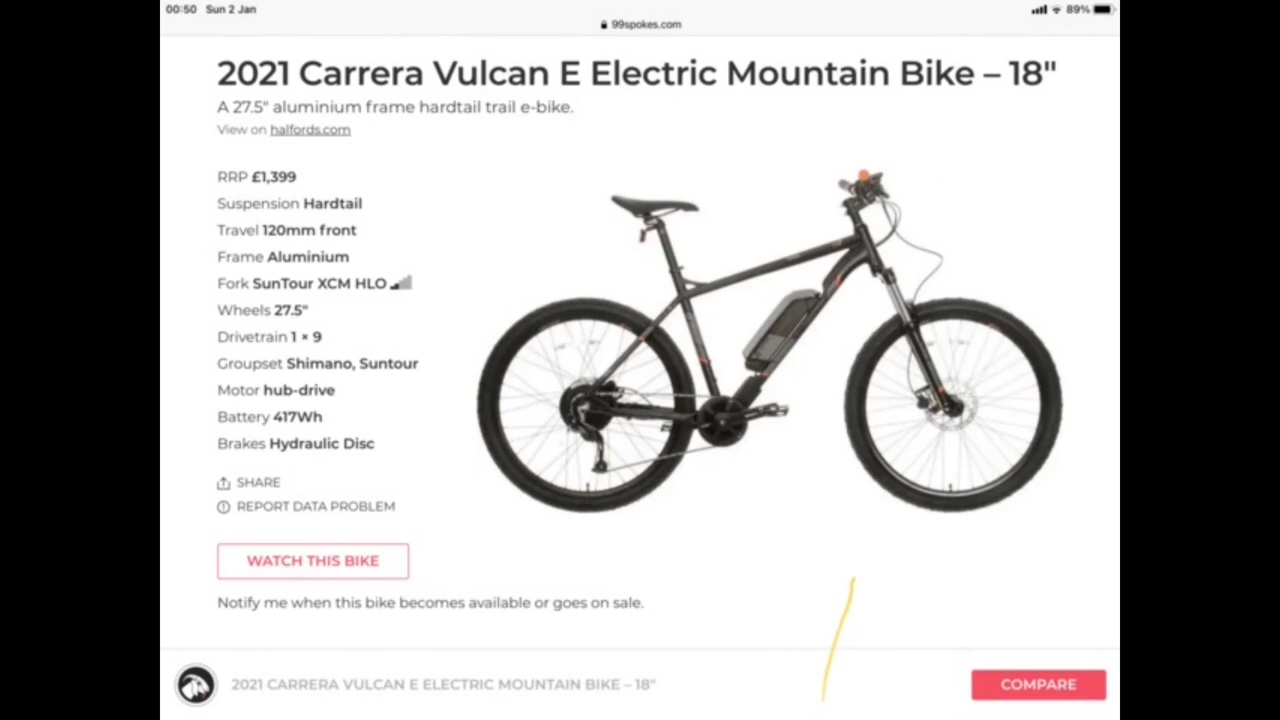 00:50 Sun 2 Jan
89%
99spokes.com
2021 Carrera Vulcan E Electric Mountain Bike – 18"
A 27.5" aluminium frame hardtail trail e-bike.
View on halfords.com
RRP £1,399
Suspension Hardtail
Travel 120mm front
Frame Aluminium
Fork SunTour XCM HLO
Wheels 27.5"
Drivetrain 1 × 9
Groupset Shimano, Suntour
Motor hub-drive
Battery 417Wh
Brakes Hydraulic Disc
SHARE
REPORT DATA PROBLEM
WATCH THIS BIKE
Notify me when this bike becomes available or goes on sale.
2021 CARRERA VULCAN E ELECTRIC MOUNTAIN BIKE – 18"
COMPARE